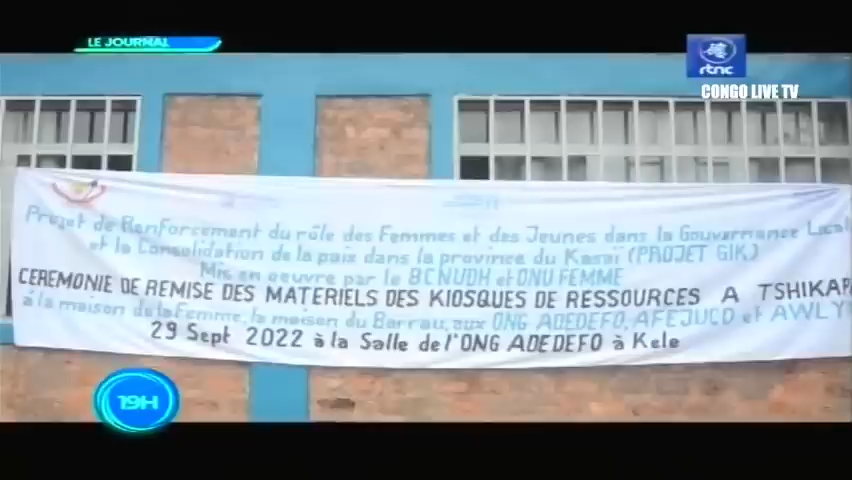 LE JOURNAL
rtnc
CONGO LIVE TV
Projet de Renforcement du rôle des Femmes et des Jeunes dans la Gouvernance Local
et la Consolidation de la paix dans la province du Kasaï (PROJET GIK)
Mis en oeuvre par le BCNUDH et ONU FEMME
CEREMONIE DE REMISE DES MATERIELS DES KIOSQUES DE RESSOURCES A TSHIKAPA
à la maison de la Femme, la maison du Barrau, aux ONG ADEDEFO, AFEJUCO et AWLY
29 Sept 2022 à la Salle de l'ONG ADEDEFO à Kele
19H